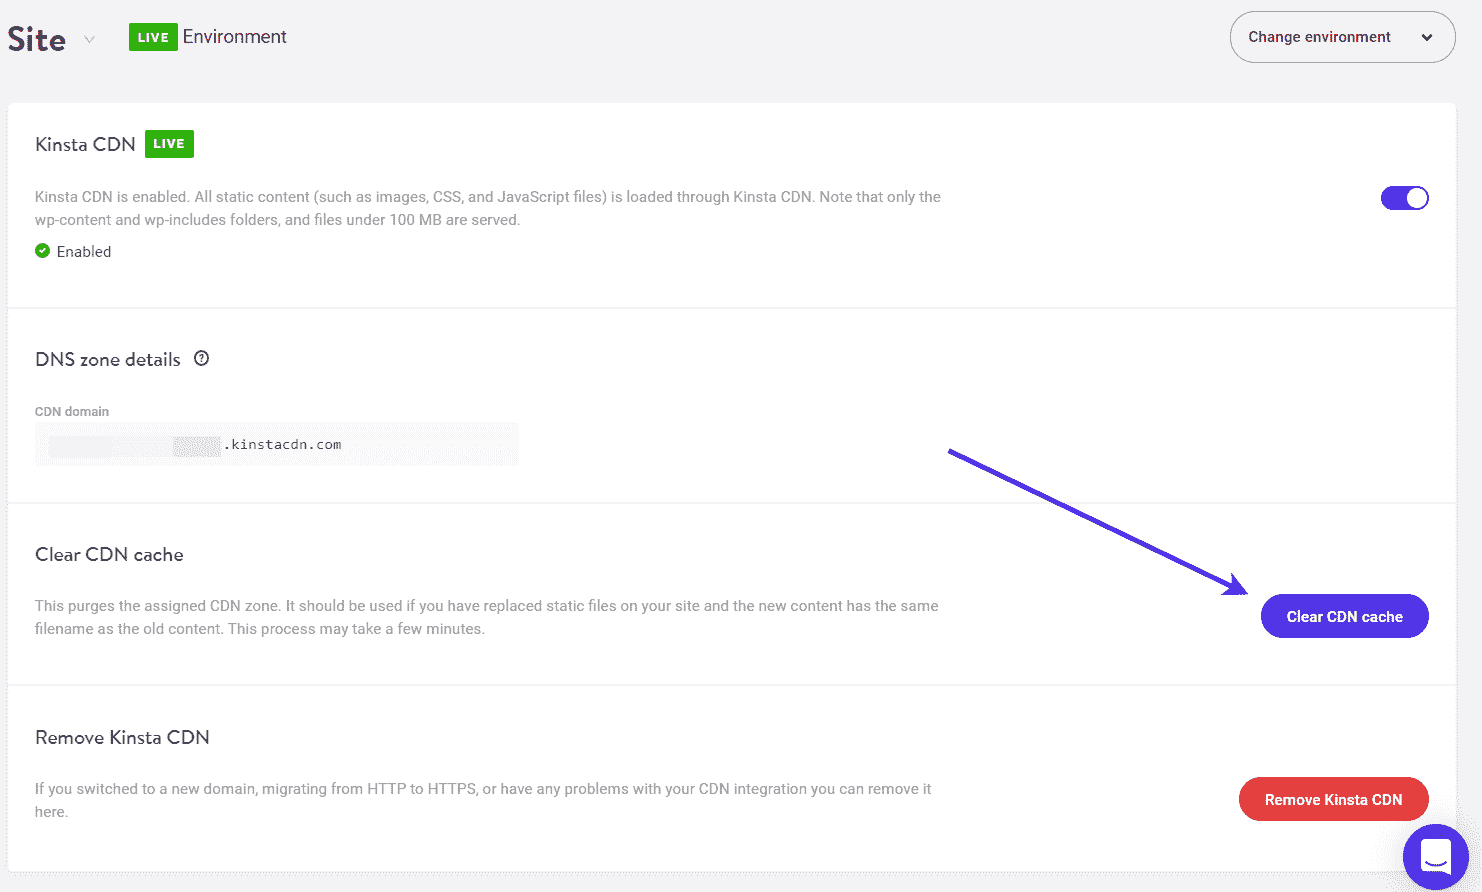 Site LIVE Environment Change environment
Kinsta CDN LIVE
Kinsta CDN is enabled. All static content (such as images, CSS, and JavaScript files) is loaded through Kinsta CDN. Note that only the
wp-content and wp-includes folders, and files under 100 MB are served.
Enabled
DNS zone details ?
CDN domain
.kinstacdn.com
Clear CDN cache
This purges the assigned CDN zone. It should be used if you have replaced static files on your site and the new content has the same
filename as the old content. This process may take a few minutes.
Clear CDN cache
Remove Kinsta CDN
If you switched to a new domain, migrating from HTTP to HTTPS, or have any problems with your CDN integration you can remove it
here.
Remove Kinsta CDN